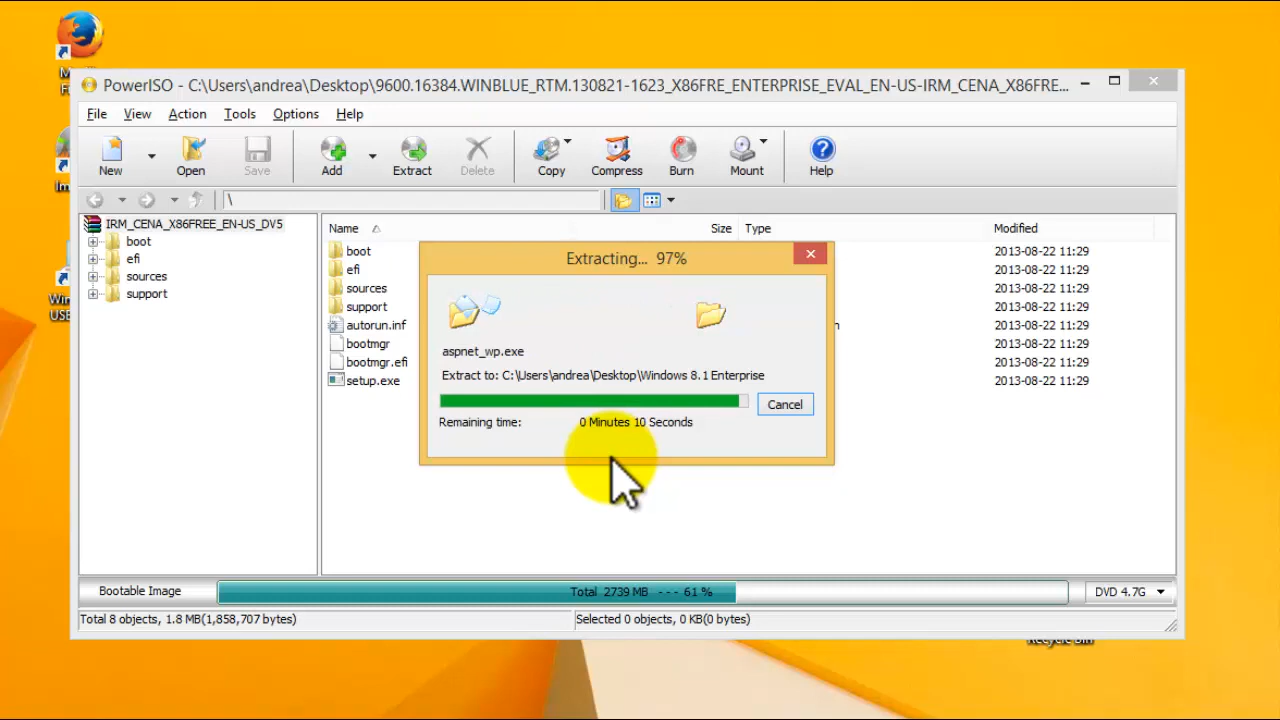 PowerISO - C:\Users\andrea\Desktop\9600.16384.WINBLUE_RTM.130821-1623_X86FRE_ENTERPRISE_EVAL_EN-US-IRM_CENA_X86FRE...
File View Action Tools Options Help
New Open Save Add Extract Delete Copy Compress Burn Mount Help
\
IRM_CENA_X86FREE_EN-US_DV5
boot
efi
sources
support
Name Size Type Modified
boot 2013-08-22 11:29
efi 2013-08-22 11:29
sources 2013-08-22 11:29
support 2013-08-22 11:29
autorun.inf 2013-08-22 11:29
bootmgr 2013-08-22 11:29
bootmgr.efi 2013-08-22 11:29
setup.exe 2013-08-22 11:29
Extracting... 97%
aspnet_wp.exe
Extract to: C:\Users\andrea\Desktop\Windows 8.1 Enterprise
Cancel
Remaining time: 0 Minutes 10 Seconds
Bootable Image Total 2739 MB - - - 61 % DVD 4.7G
Total 8 objects, 1.8 MB(1,858,707 bytes) Selected 0 objects, 0 KB(0 bytes)
Recycle Bin